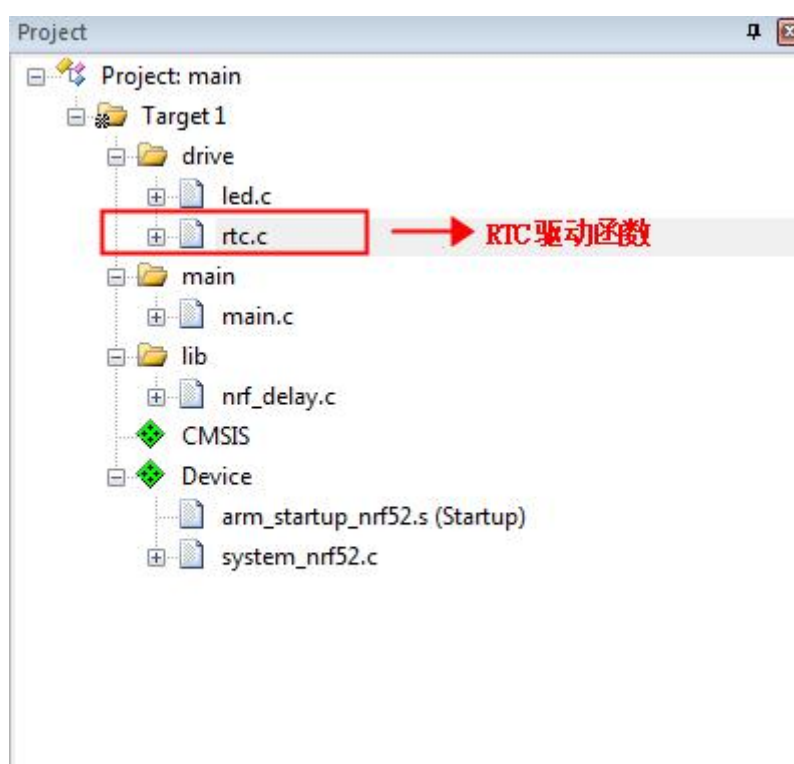 Project
Project: main
Target 1
drive
led.c
rtc.c
RTC驱动函数
main
main.c
lib
nrf_delay.c
CMSIS
Device
arm_startup_nrf52.s (Startup)
system_nrf52.c